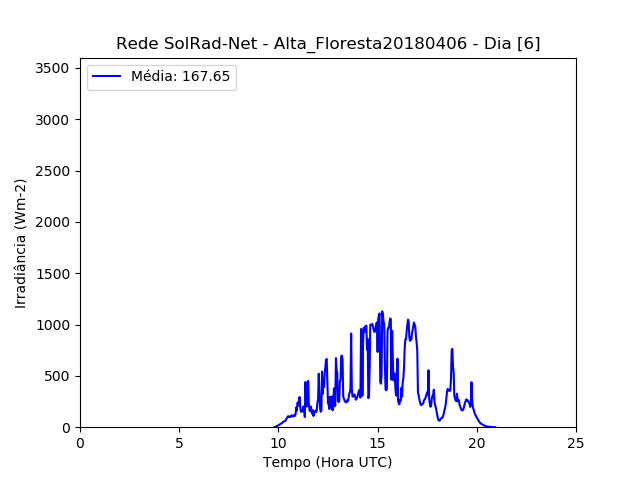 Rede SolRad-Net - Alta_Floresta20180406 - Dia [6]
Média: 167.65
3500
3000
2500
2000
1500
1000
500
0
Irradiância (Wm-2)
0 5 10 15 20 25
Tempo (Hora UTC)